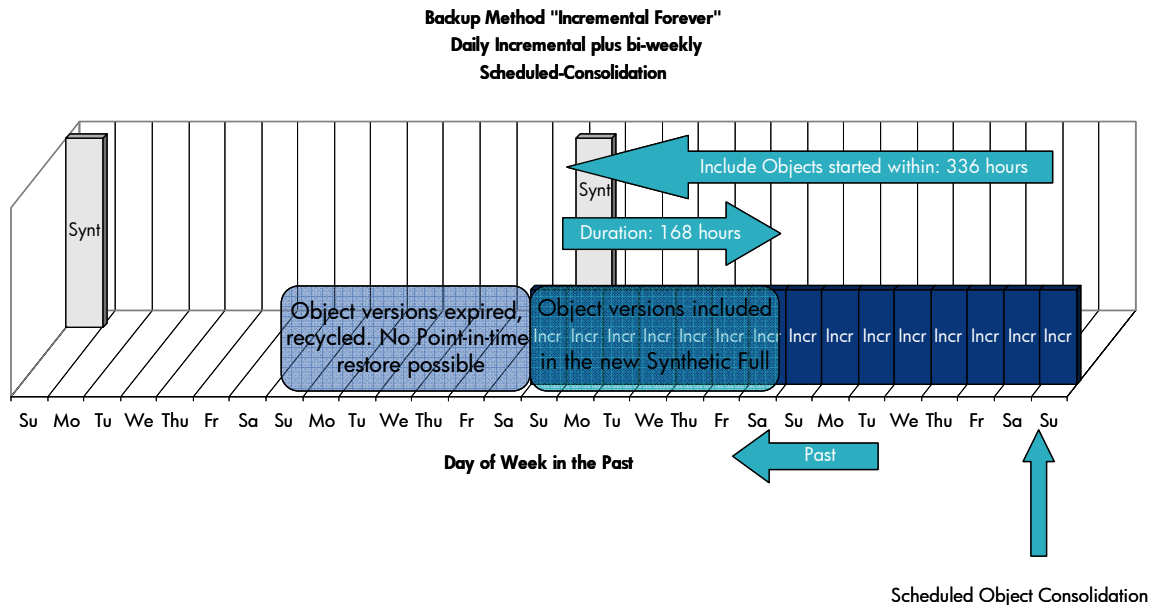 Backup Method "Incremental Forever"
Daily Incremental plus bi-weekly
Scheduled-Consolidation
Include Objects started within: 336 hours
Synt
Synt
Duration: 168 hours
Object versions expired,
recycled. No Point-in-time
restore possible
Object versions included
in the new Synthetic Full
Incr Incr Incr Incr Incr Incr Incr Incr Incr Incr Incr Incr Incr Incr Incr
Su Mo Tu We Thu Fr Sa Su Mo Tu We Thu Fr Sa Su Mo Tu We Thu Fr Sa Su Mo Tu We Thu Fr Sa Su
Day of Week in the Past
Past
Scheduled Object Consolidation